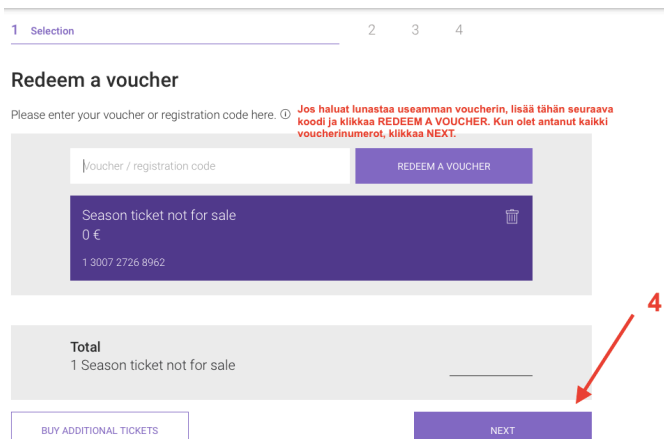 1 Selection 2 3 4
Redeem a voucher
Please enter your voucher or registration code here. ⓘ
Jos haluat lunastaa useamman voucherin, lisää tähän seuraava
koodi ja klikkaa REDEEM A VOUCHER. Kun olet antanut kaikki
voucherinumerot, klikkaa NEXT.
Voucher / registration code
REDEEM A VOUCHER
Season ticket not for sale
0 €
1 3007 2726 8962
4
Total
1 Season ticket not for sale
BUY ADDITIONAL TICKETS
NEXT